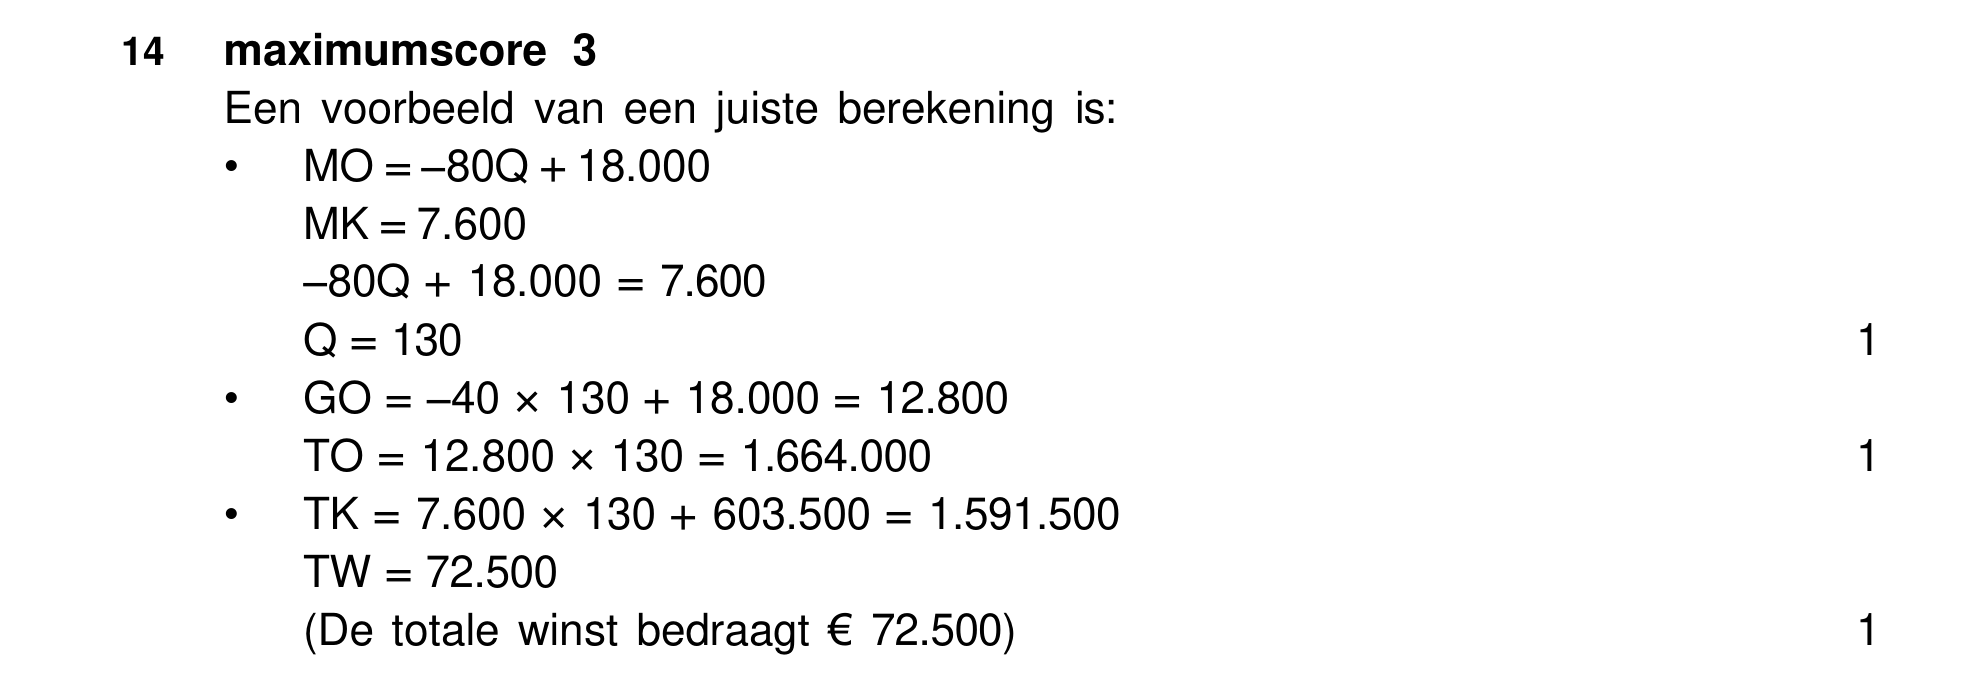 14 maximumscore 3
Een voorbeeld van een juiste berekening is:
• MO = –80Q + 18.000
MK = 7.600
–80Q + 18.000 = 7.600
Q = 130 1
• GO = –40 × 130 + 18.000 = 12.800
TO = 12.800 × 130 = 1.664.000 1
• TK = 7.600 × 130 + 603.500 = 1.591.500
TW = 72.500
(De totale winst bedraagt € 72.500) 1